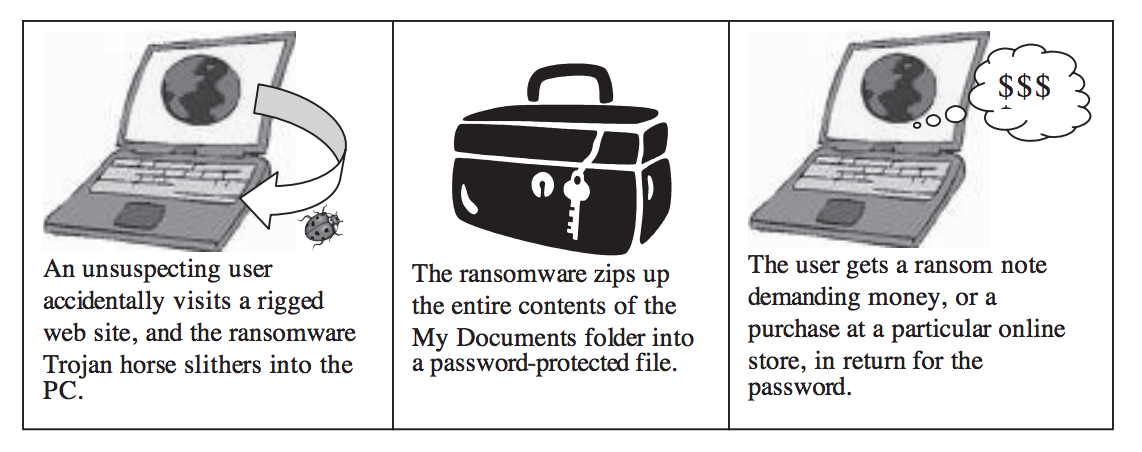 An unsuspecting user
accidentally visits a rigged
web site, and the ransomware
Trojan horse slithers into the
PC.
The ransomware zips up
the entire contents of the
My Documents folder into
a password-protected file.
$$$
The user gets a ransom note
demanding money, or a
purchase at a particular online
store, in return for the
password.